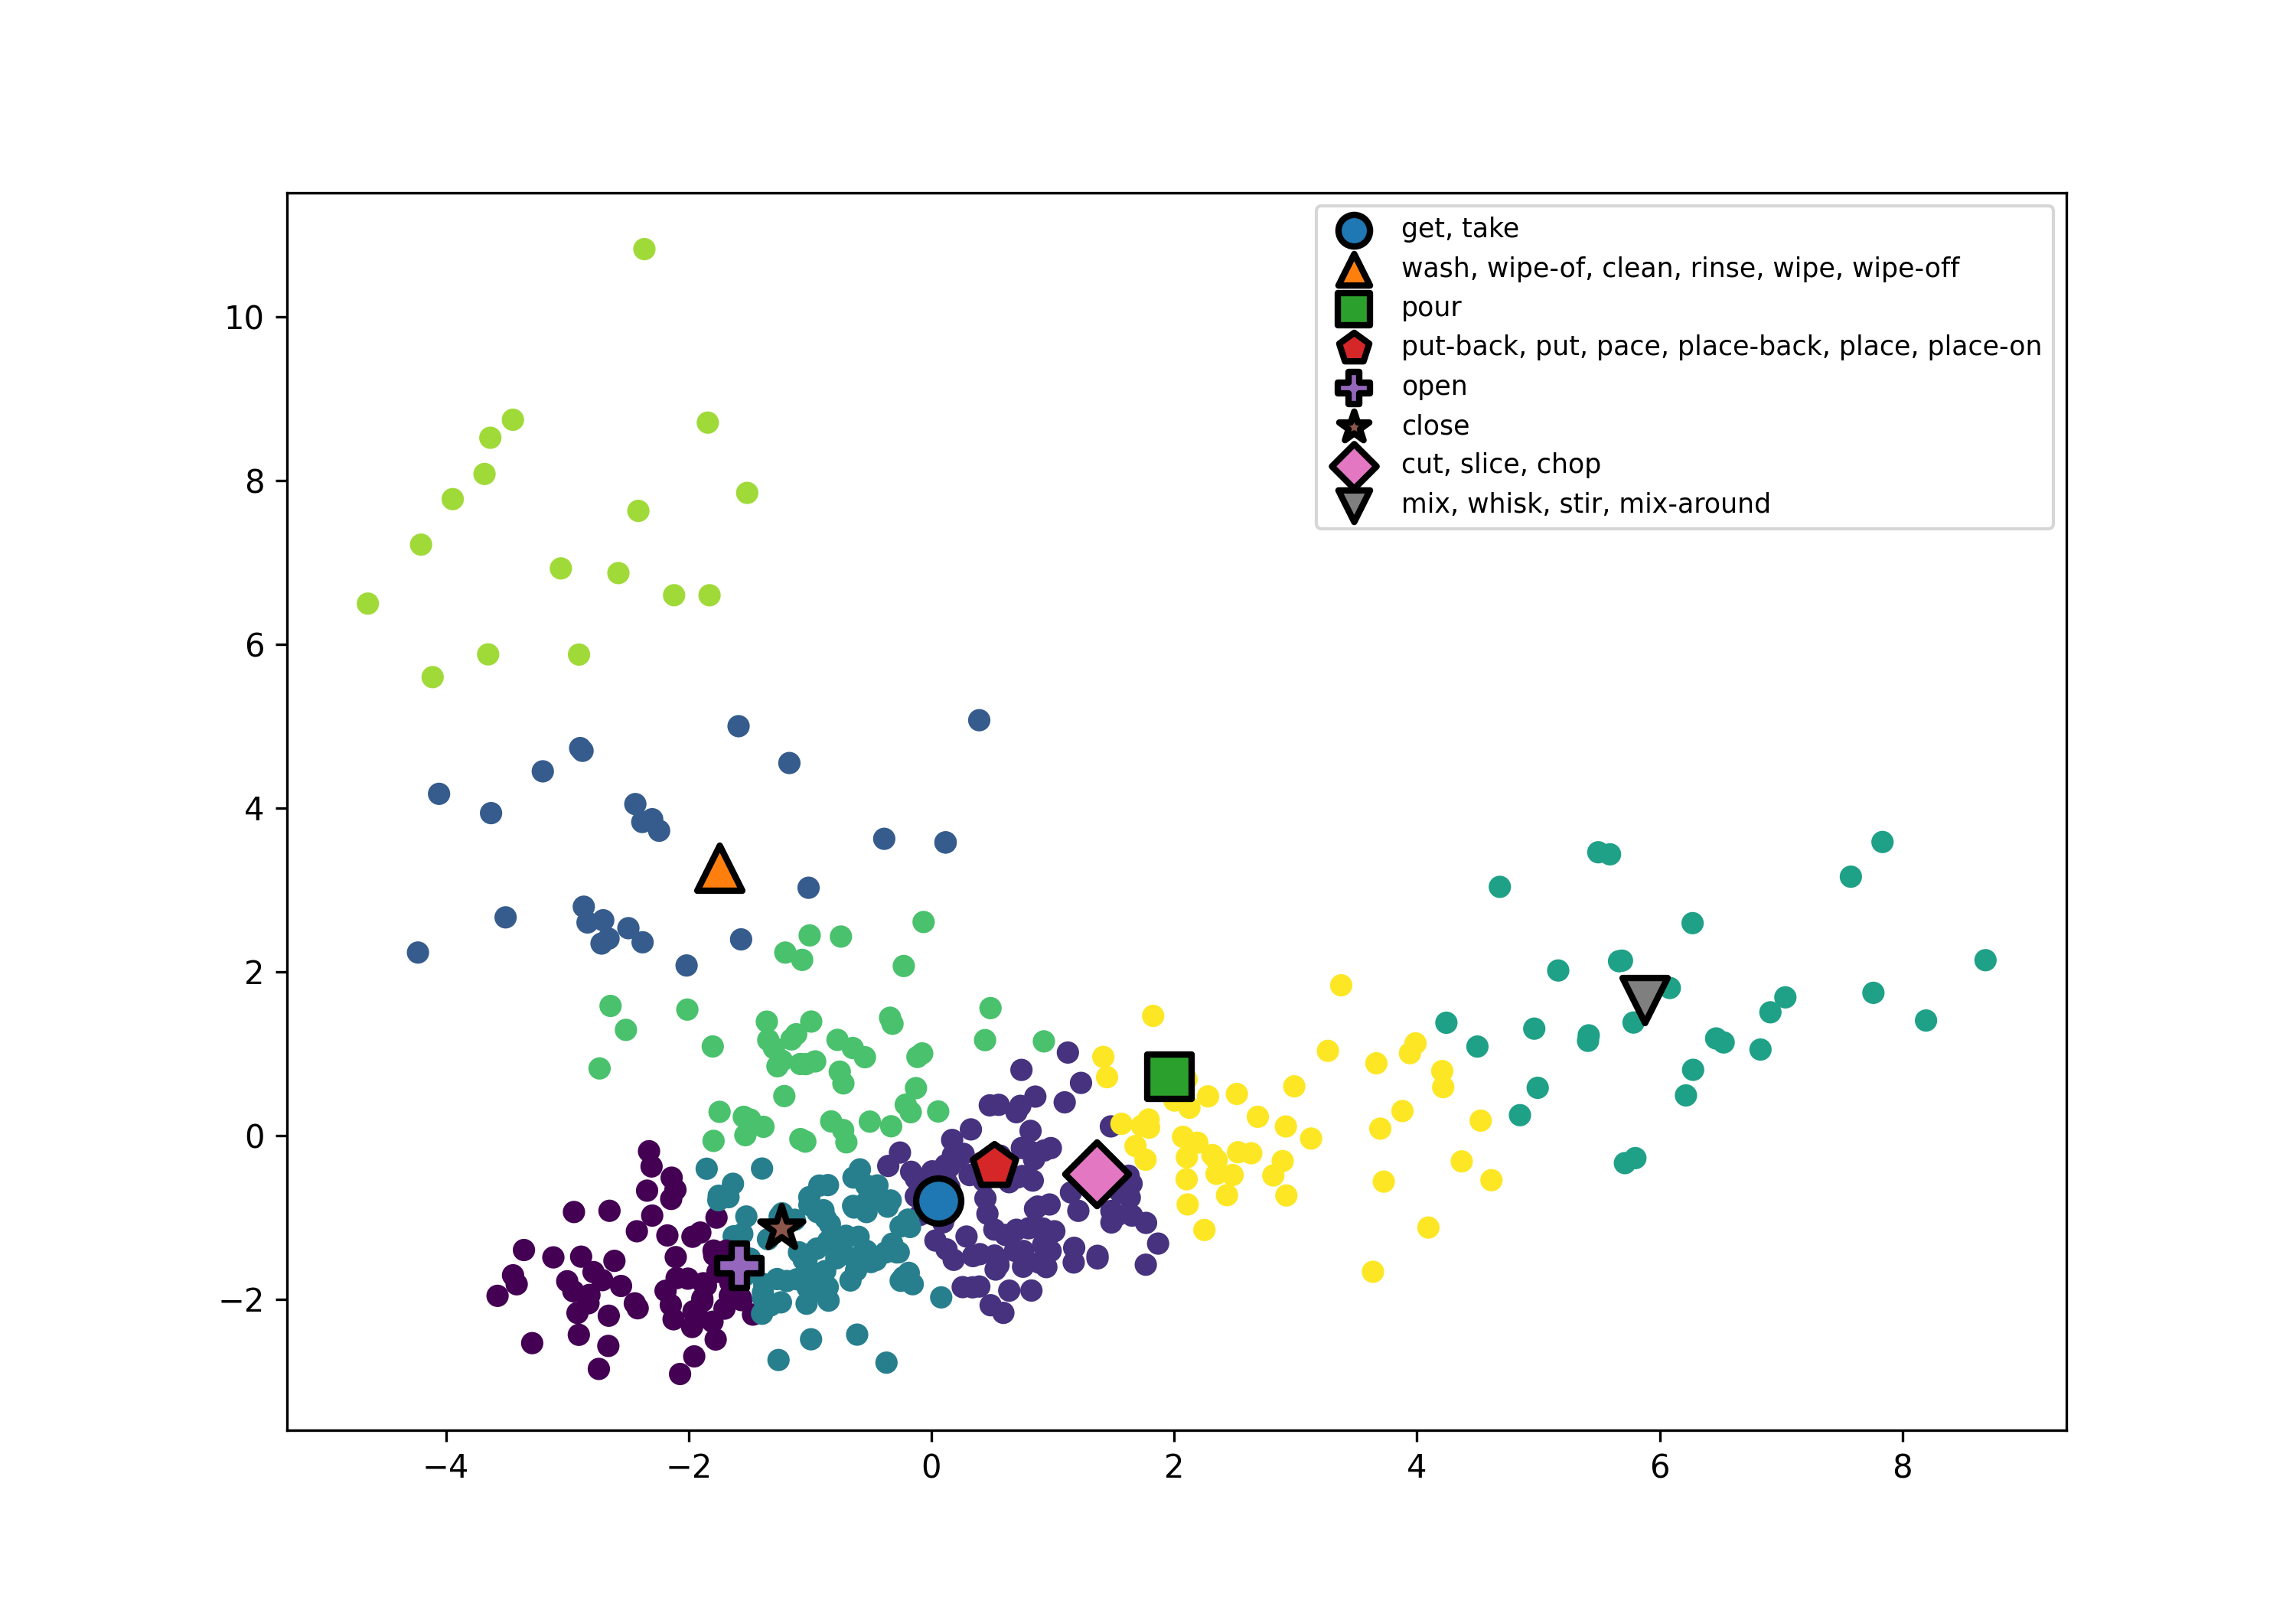 get, take
wash, wipe-of, clean, rinse, wipe, wipe-off
pour
put-back, put, pace, place-back, place, place-on
open
close
cut, slice, chop
mix, whisk, stir, mix-around
10
8
6
4
2
0
−2
−4 −2 0 2 4 6 8